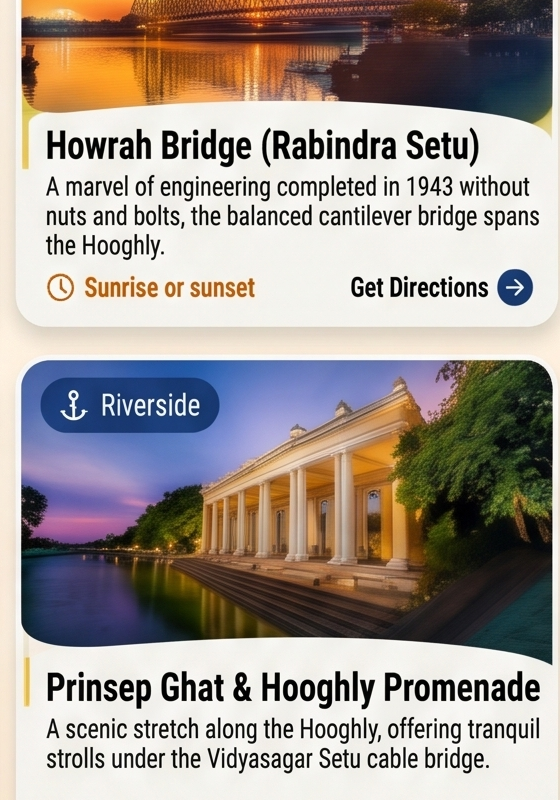 Howrah Bridge (Rabindra Setu)
A marvel of engineering completed in 1943 without
nuts and bolts, the balanced cantilever bridge spans
the Hooghly.
Sunrise or sunset
Get Directions
Riverside
Prinsep Ghat & Hooghly Promenade
A scenic stretch along the Hooghly, offering tranquil
strolls under the Vidyasagar Setu cable bridge.